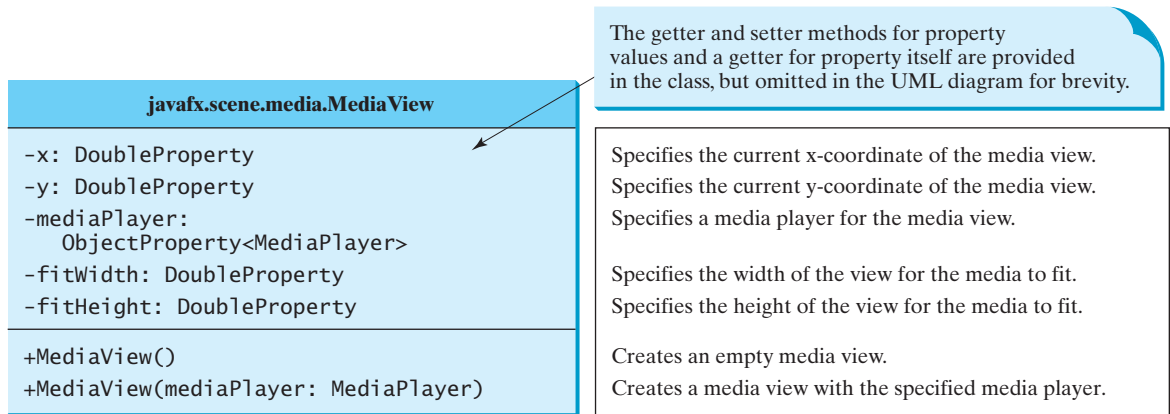 The getter and setter methods for property
values and a getter for property itself are provided
in the class, but omitted in the UML diagram for brevity.
javafx.scene.media.MediaView
-x: DoubleProperty
Specifies the current x-coordinate of the media view.
-y: DoubleProperty
Specifies the current y-coordinate of the media view.
-mediaPlayer:
ObjectProperty<MediaPlayer>
Specifies a media player for the media view.
-fitWidth: DoubleProperty
Specifies the width of the view for the media to fit.
-fitHeight: DoubleProperty
Specifies the height of the view for the media to fit.
+MediaView()
Creates an empty media view.
+MediaView(mediaPlayer: MediaPlayer)
Creates a media view with the specified media player.